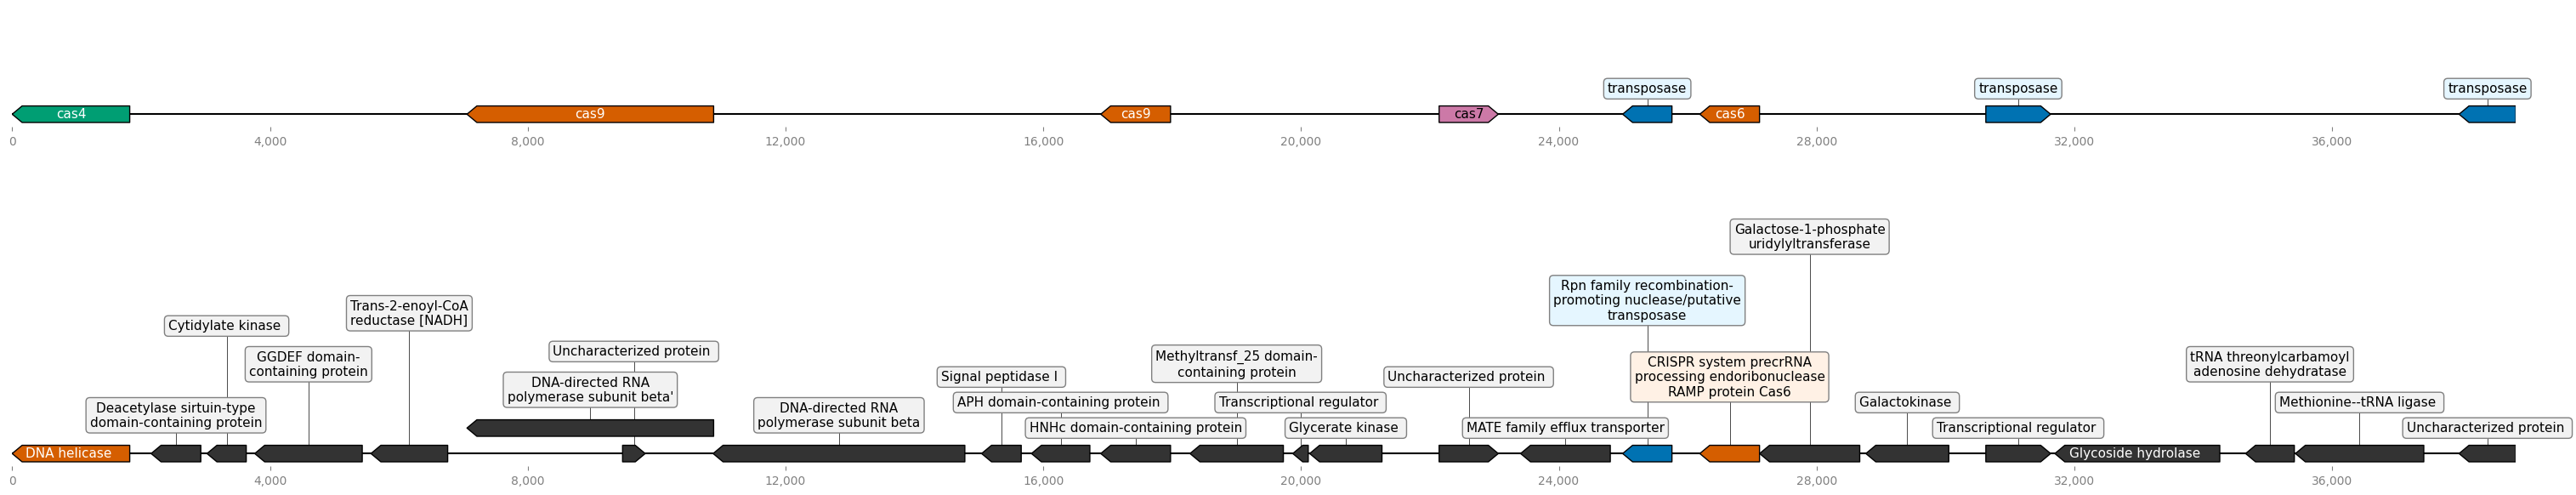 transposase
transposase
transposase
cas4
cas9
cas9
cas7
cas6
0
4,000
8,000
12,000
16,000
20,000
24,000
28,000
32,000
36,000
Galactose-1-phosphate
uridylyltransferase
Rpn family recombination-
promoting nuclease/putative
transposase
Trans-2-enoyl-CoA
reductase [NADH]
Cytidylate kinase
GGDEF domain-
containing protein
Uncharacterized protein
Methyltransf_25 domain-
containing protein
tRNA threonylcarbamoyl
adenosine dehydratase
CRISPR system precrRNA
processing endoribonuclease
RAMP protein Cas6
DNA-directed RNA
polymerase subunit beta'
Signal peptidase I
Uncharacterized protein
Deacetylase sirtuin-type
domain-containing protein
DNA-directed RNA
polymerase subunit beta
APH domain-containing protein
Transcriptional regulator
Galactokinase
Methionine--tRNA ligase
HNHc domain-containing protein
Glycerate kinase
MATE family efflux transporter
Transcriptional regulator
Uncharacterized protein
DNA helicase
Glycoside hydrolase
0
4,000
8,000
12,000
16,000
20,000
24,000
28,000
32,000
36,000